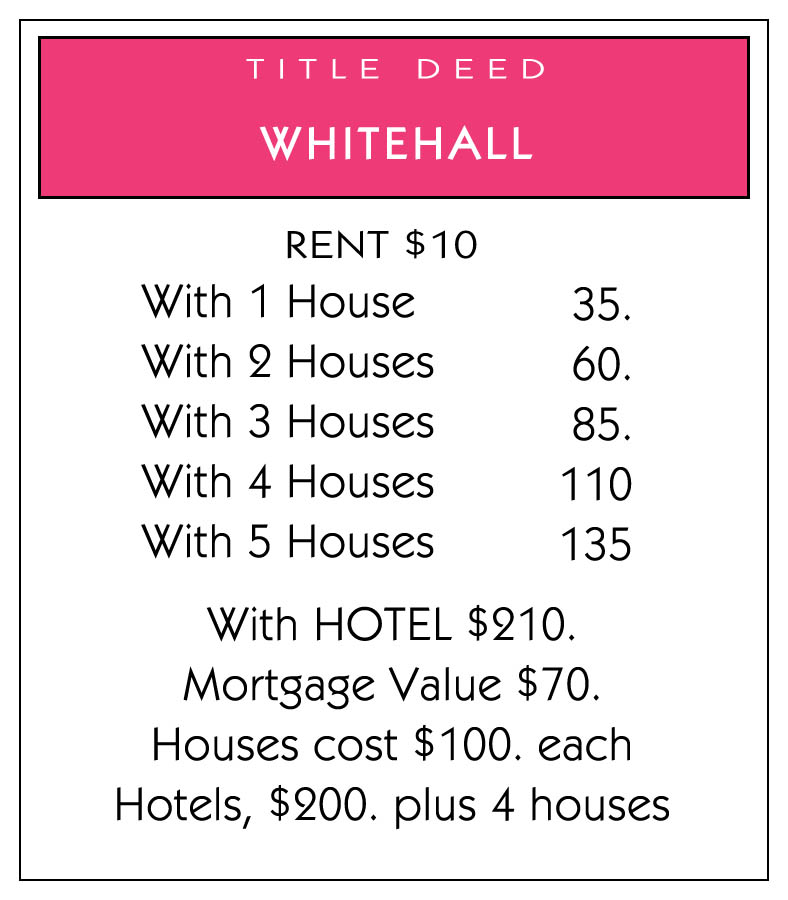 TITLE DEED
WHITEHALL
RENT $10
With 1 House 35.
With 2 Houses 60.
With 3 Houses 85.
With 4 Houses 110
With 5 Houses 135
With HOTEL $210.
Mortgage Value $70.
Houses cost $100. each
Hotels, $200. plus 4 houses